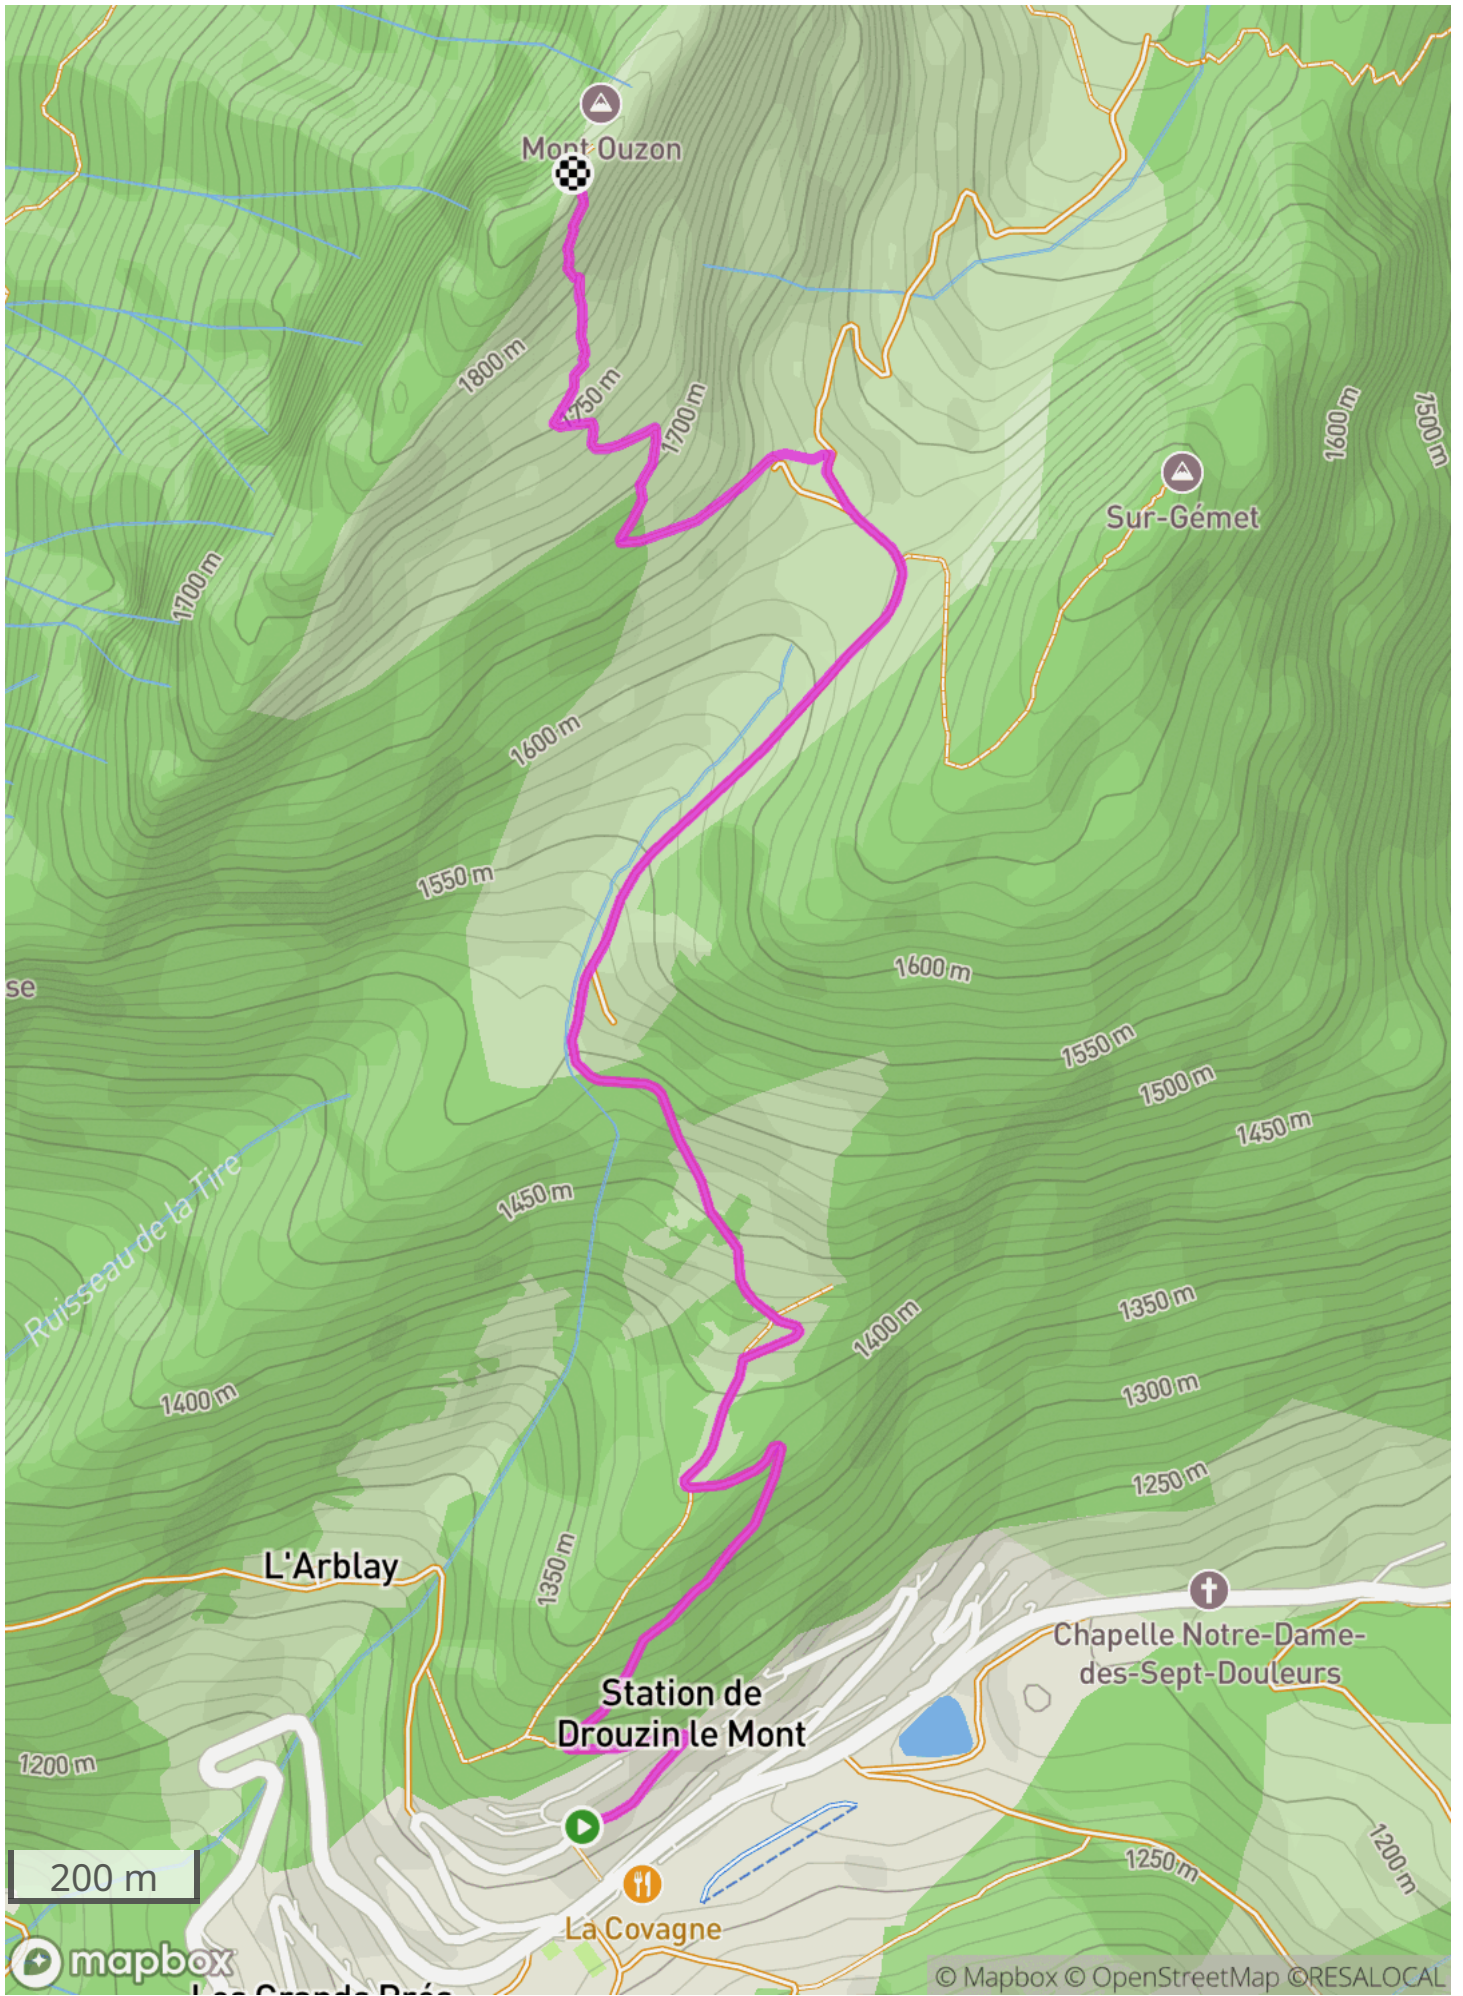 Mont Ouzon
1800 m
1750 m
1700 m
1600 m
1500 m
Sur-Gémet
1700 m
1600 m
1550 m
1600 m
se
1550 m
1500 m
1450 m
Ruisseau de la Tire
1450 m
1350 m
1400 m
1400 m
1300 m
1250 m
1350 m
L'Arblay
Chapelle Notre-Dame-
des-Sept-Douleurs
Station de
Drouzin le Mont
1200 m
1250 m
1200 m
200 m
La Covagne
mapbox
© Mapbox © OpenStreetMap ©RESALOCAL